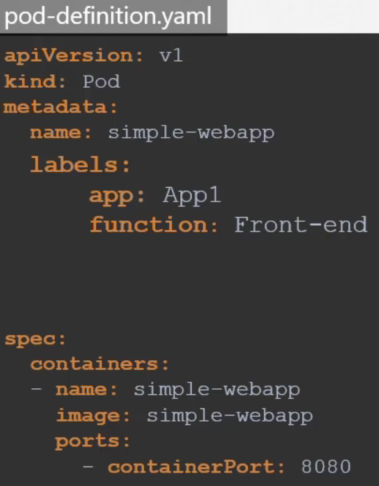 pod-definition.yaml
apiVersion: v1
kind: Pod
metadata:
  name: simple-webapp
  labels:
      app: App1
      function: Front-end
spec:
  containers:
  - name: simple-webapp
    image: simple-webapp
    ports:
      - containerPort: 8080